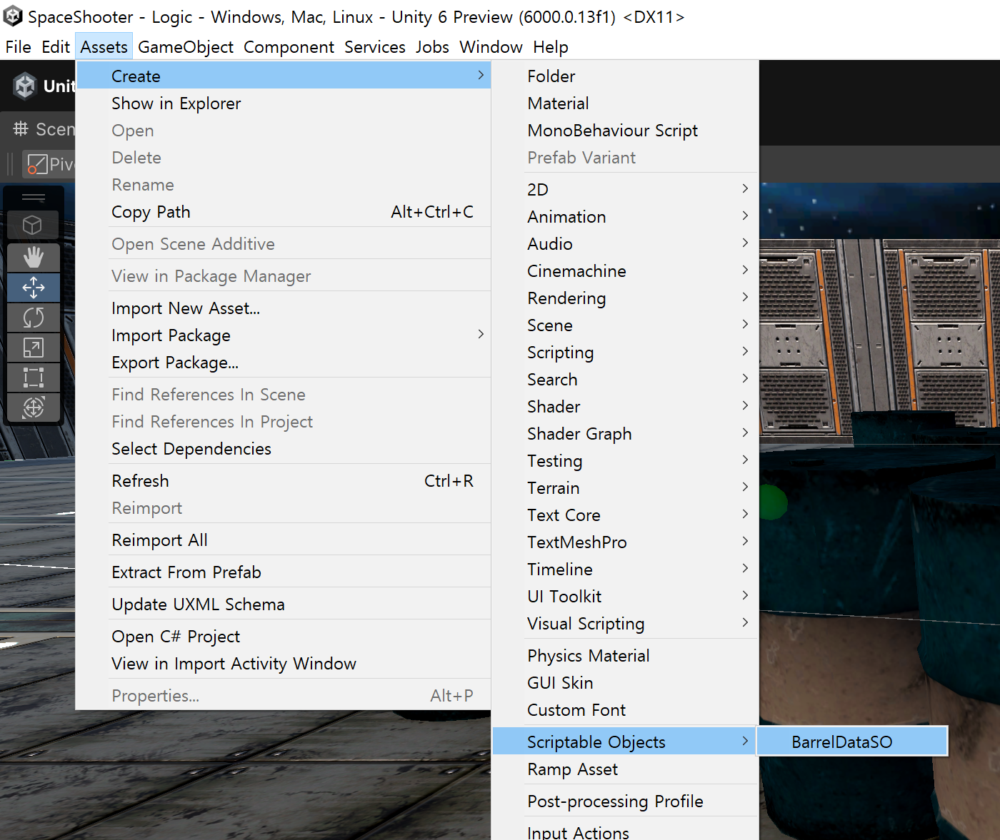 SpaceShooter - Logic - Windows, Mac, Linux - Unity 6 Preview (6000.0.13f1) <DX11>
File Edit Assets GameObject Component Services Jobs Window Help
Unit
Scen
Piv
Create
Show in Explorer
Open
Delete
Rename
Copy Path Alt+Ctrl+C
Open Scene Additive
View in Package Manager
Import New Asset...
Import Package
Export Package...
Find References In Scene
Find References In Project
Select Dependencies
Refresh Ctrl+R
Reimport
Reimport All
Extract From Prefab
Update UXML Schema
Open C# Project
View in Import Activity Window
Properties... Alt+P
Folder
Material
MonoBehaviour Script
Prefab Variant
2D
Animation
Audio
Cinemachine
Rendering
Scene
Scripting
Search
Shader
Shader Graph
Testing
Terrain
Text Core
TextMeshPro
Timeline
UI Toolkit
Visual Scripting
Physics Material
GUI Skin
Custom Font
Scriptable Objects
Ramp Asset
Post-processing Profile
Input Actions
BarrelDataSO